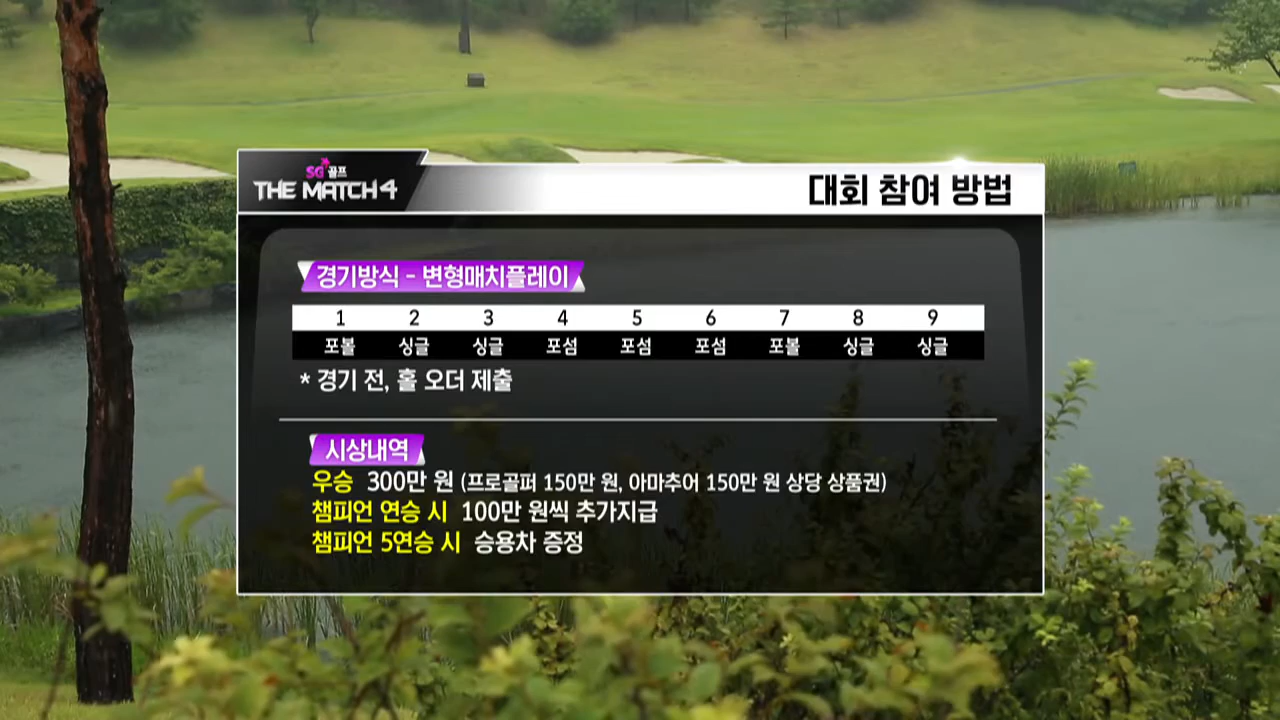 SG골프
THE MATCH 4
대회 참여 방법
경기방식 - 변형매치플레이
1 2 3 4 5 6 7 8 9
포볼 싱글 싱글 포섬 포섬 포섬 포볼 싱글 싱글
* 경기 전, 홀 오더 제출
시상내역
우승 300만 원 (프로골퍼 150만 원, 아마추어 150만 원 상당 상품권)
챔피언 연승 시 100만 원씩 추가지급
챔피언 5연승 시 승용차 증정